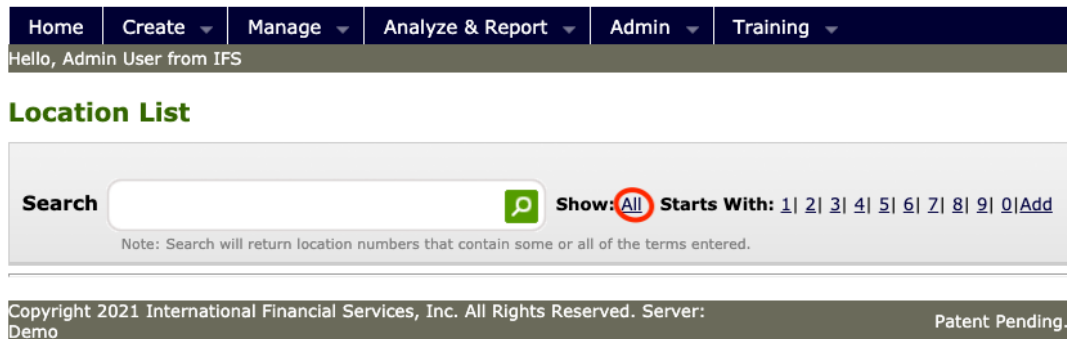 Home Create Manage Analyze & Report Admin Training
Hello, Admin User from IFS
Location List
Search Show: All Starts With: 1| 2| 3| 4| 5| 6| 7| 8| 9| 0|Add
Note: Search will return location numbers that contain some or all of the terms entered.
Copyright 2021 International Financial Services, Inc. All Rights Reserved. Server:
Demo Patent Pending.